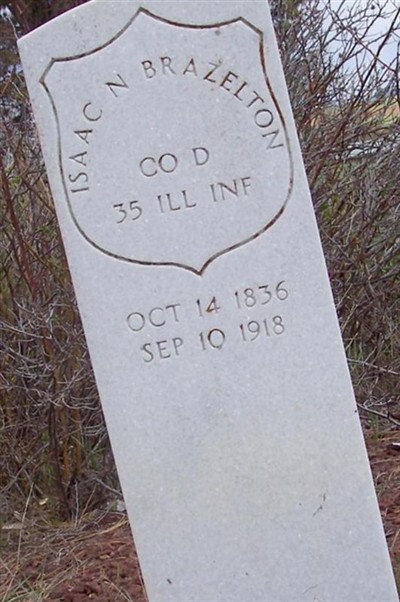 ISAAC N BRAZELTON
CO D
35 ILL INF
OCT 14 1836
SEP 10 1918